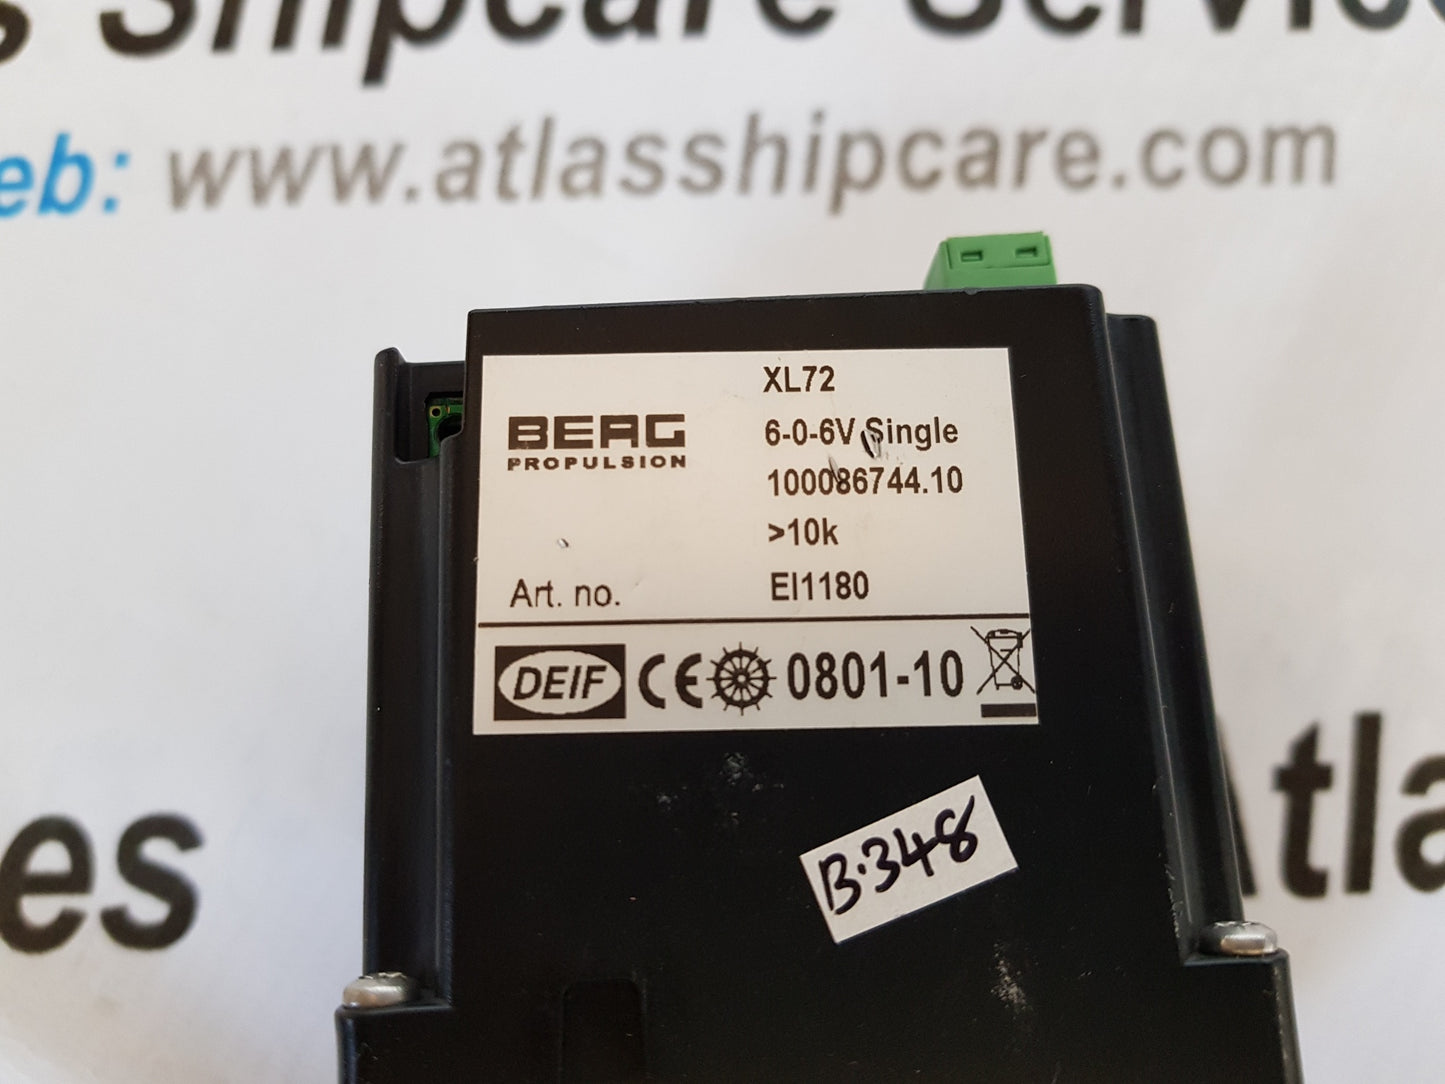 s Shipcare Service
eb: www.atlasshipcare.com
XL72
BERG
PROPULSION
6-0-6V Single
100086744.10
>10k
Art. no. EI1180
DEIF CE 0801-10
B.348
es
Atla